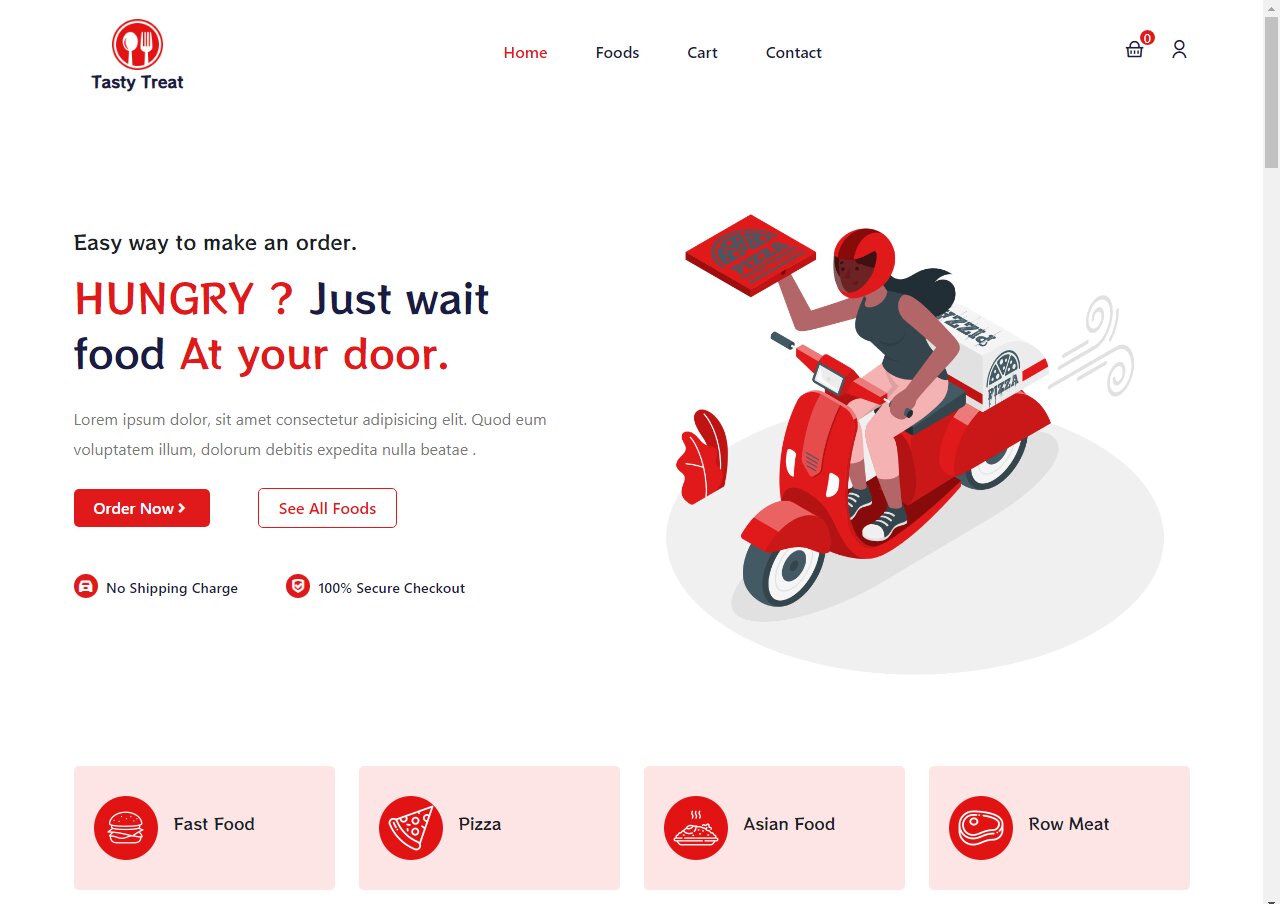 Tasty Treat
Home Foods Cart Contact
0
Easy way to make an order.
HUNGRY ? Just wait
food At your door.
Lorem ipsum dolor, sit amet consectetur adipisicing elit. Quod eum
voluptatem illum, dolorum debitis expedita nulla beatae .
Order Now
See All Foods
No Shipping Charge
100% Secure Checkout
PIZZA
PIZZA
PIZZA
Fast Food
Pizza
Asian Food
Row Meat